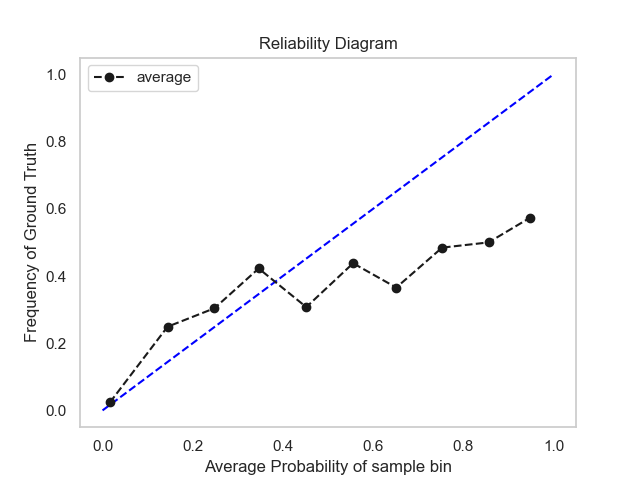 Reliability Diagram
average
Frequency of Ground Truth
1.0
0.8
0.6
0.4
0.2
0.0
0.0 0.2 0.4 0.6 0.8 1.0
Average Probability of sample bin